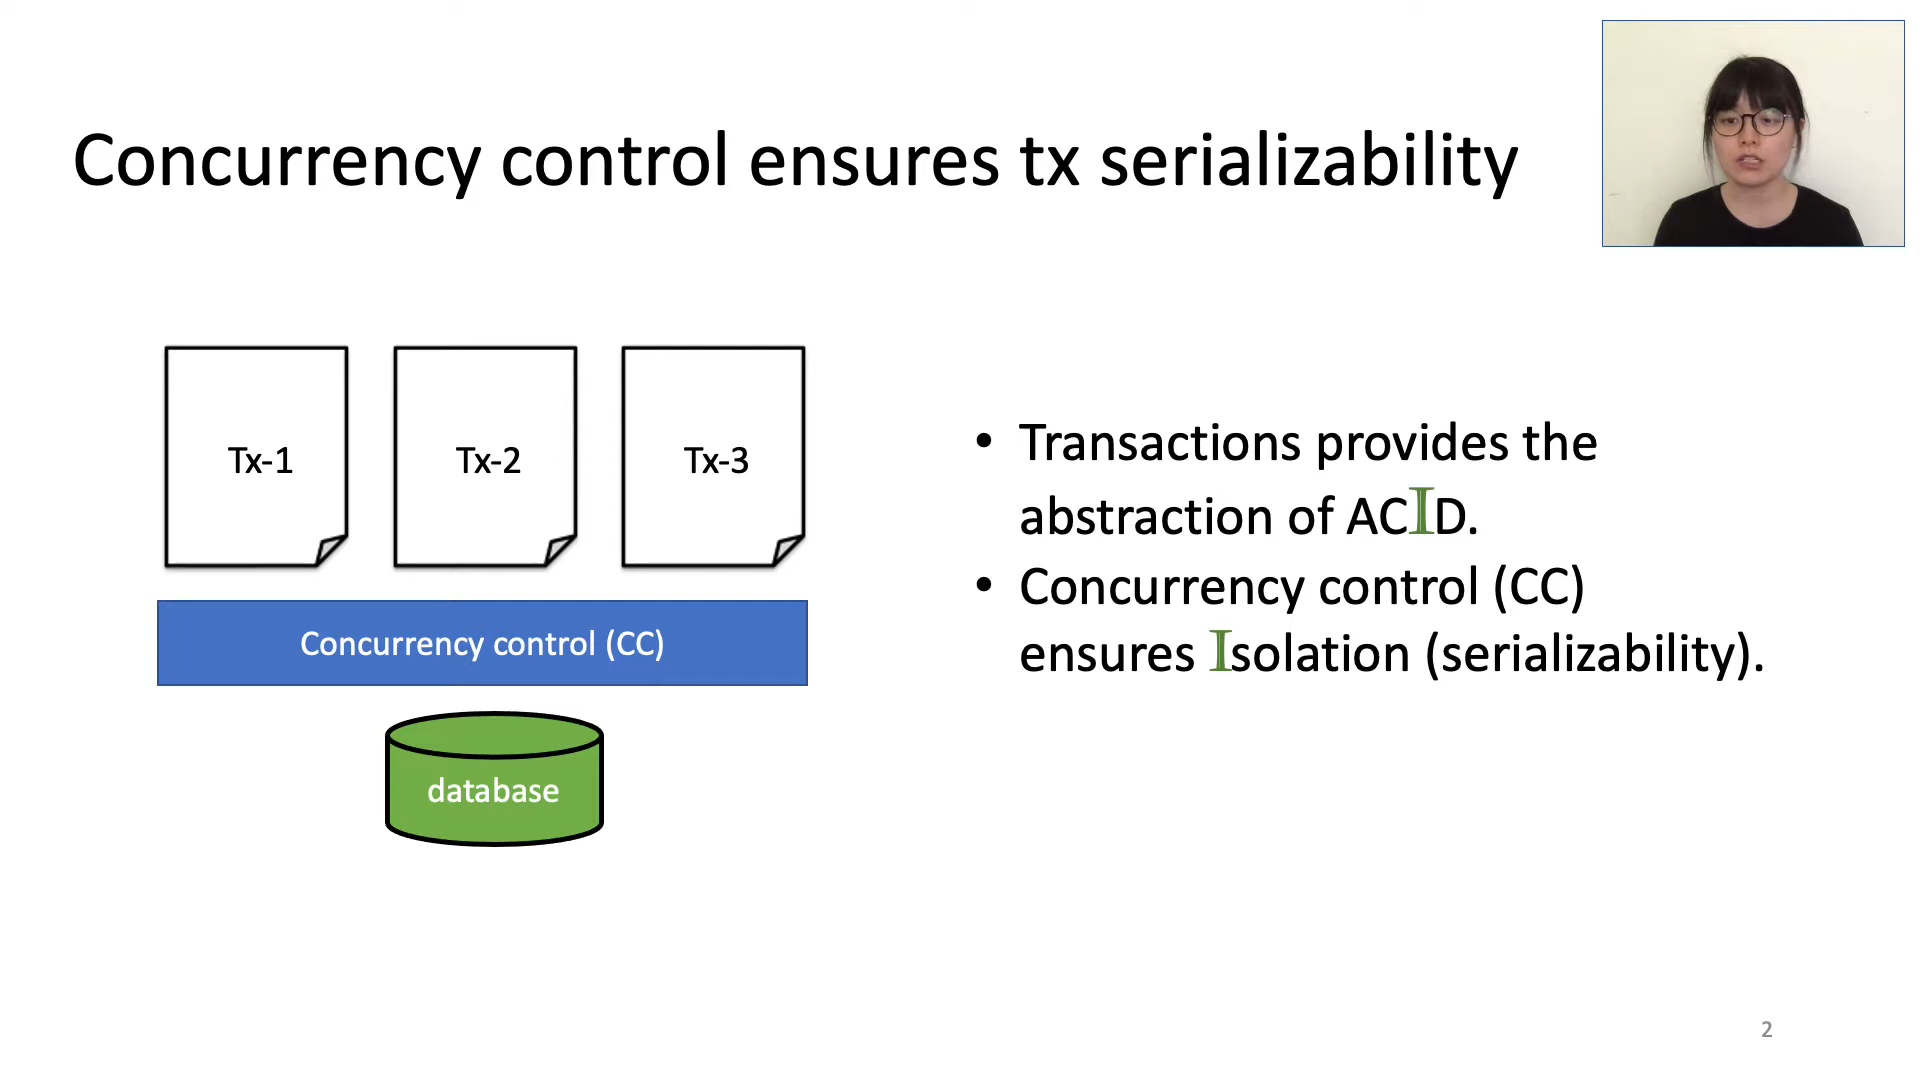 Concurrency control ensures tx serializability
Tx-1
Tx-2
Tx-3
Concurrency control (CC)
database
• Transactions provides the
abstraction of ACID.
• Concurrency control (CC)
ensures Isolation (serializability).
2